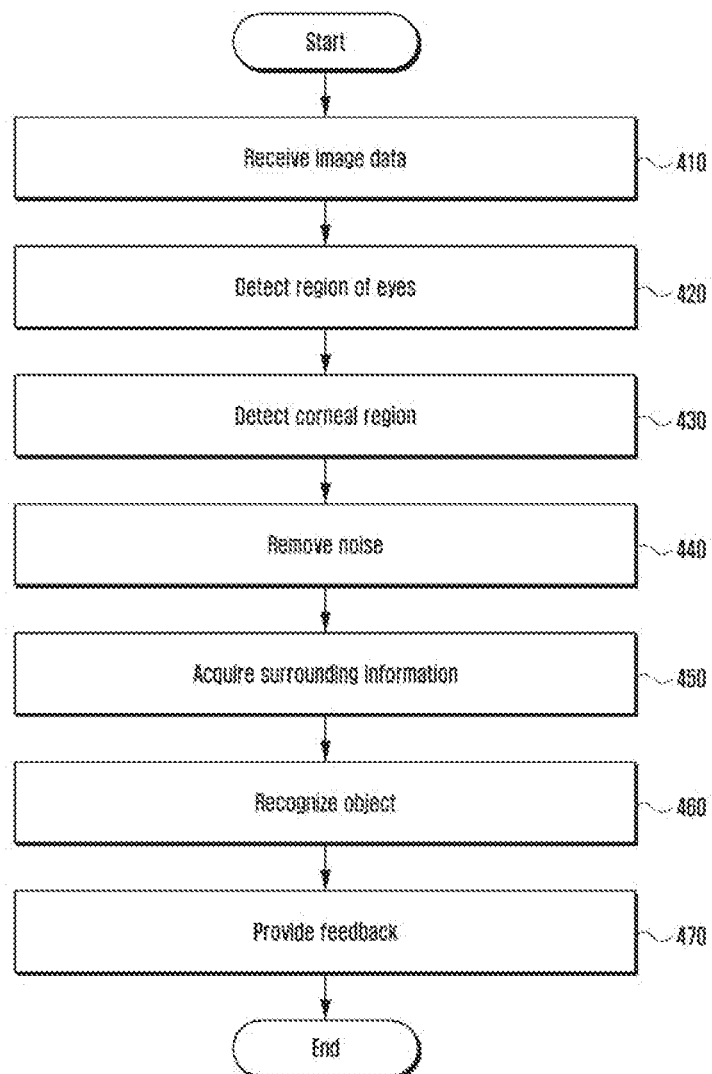 Start
Receive image data
410
Detect region of eyes
420
Detect corneal region
430
Remove noise
440
Acquire surrounding information
450
Recognize object
460
Provide feedback
470
End